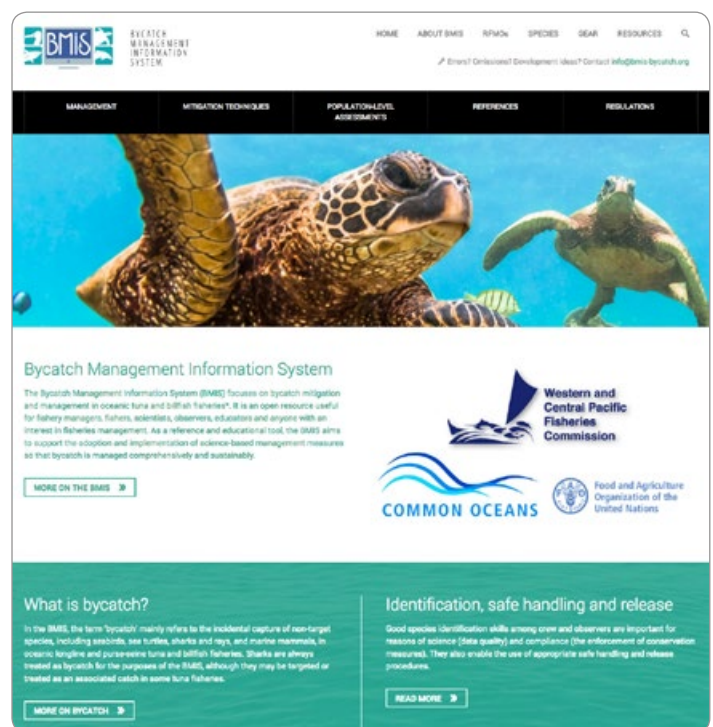 BMIS
BYCATCH
MANAGEMENT
INFORMATION
SYSTEM
HOME ABOUT BMIS RFMOs SPECIES GEAR RESOURCES
Errors? Omissions? Development ideas? Contact info@bmis-bycatch.org
MANAGEMENT MITIGATION TECHNIQUES POPULATION-LEVEL REFERENCES REGULATIONS
ASSESSMENTS
Bycatch Management Information System
The Bycatch Management Information System (BMIS) focuses on bycatch mitigation
and management in oceanic tuna and billfish fisheries*. It is an open resource useful
for fishery managers, fishers, scientists, observers, educators and anyone with an
interest in fisheries management. As a reference and educational tool, the BMIS aims
to support the adoption and implementation of science-based management measures
so that bycatch is managed comprehensively and sustainably.
MORE ON THE BMIS »
Western and
Central Pacific
Fisheries
Commission
COMMON OCEANS
Food and Agriculture
Organization of the
United Nations
What is bycatch?
In the BMIS, the term 'bycatch' mainly refers to the incidental capture of non-target
species, including seabirds, sea turtles, sharks and rays, and marine mammals, in
oceanic longline and purse-seine tuna and billfish fisheries. Sharks are always
treated as bycatch for the purposes of the BMIS, although they may be targeted or
treated as an associated catch in some tuna fisheries.
MORE ON BYCATCH »
Identification, safe handling and release
Good species identification skills among crew and observers are important for
reasons of science (data quality) and compliance (the enforcement of conservation
measures). They also enable the use of appropriate safe handling and release
procedures.
READ MORE »